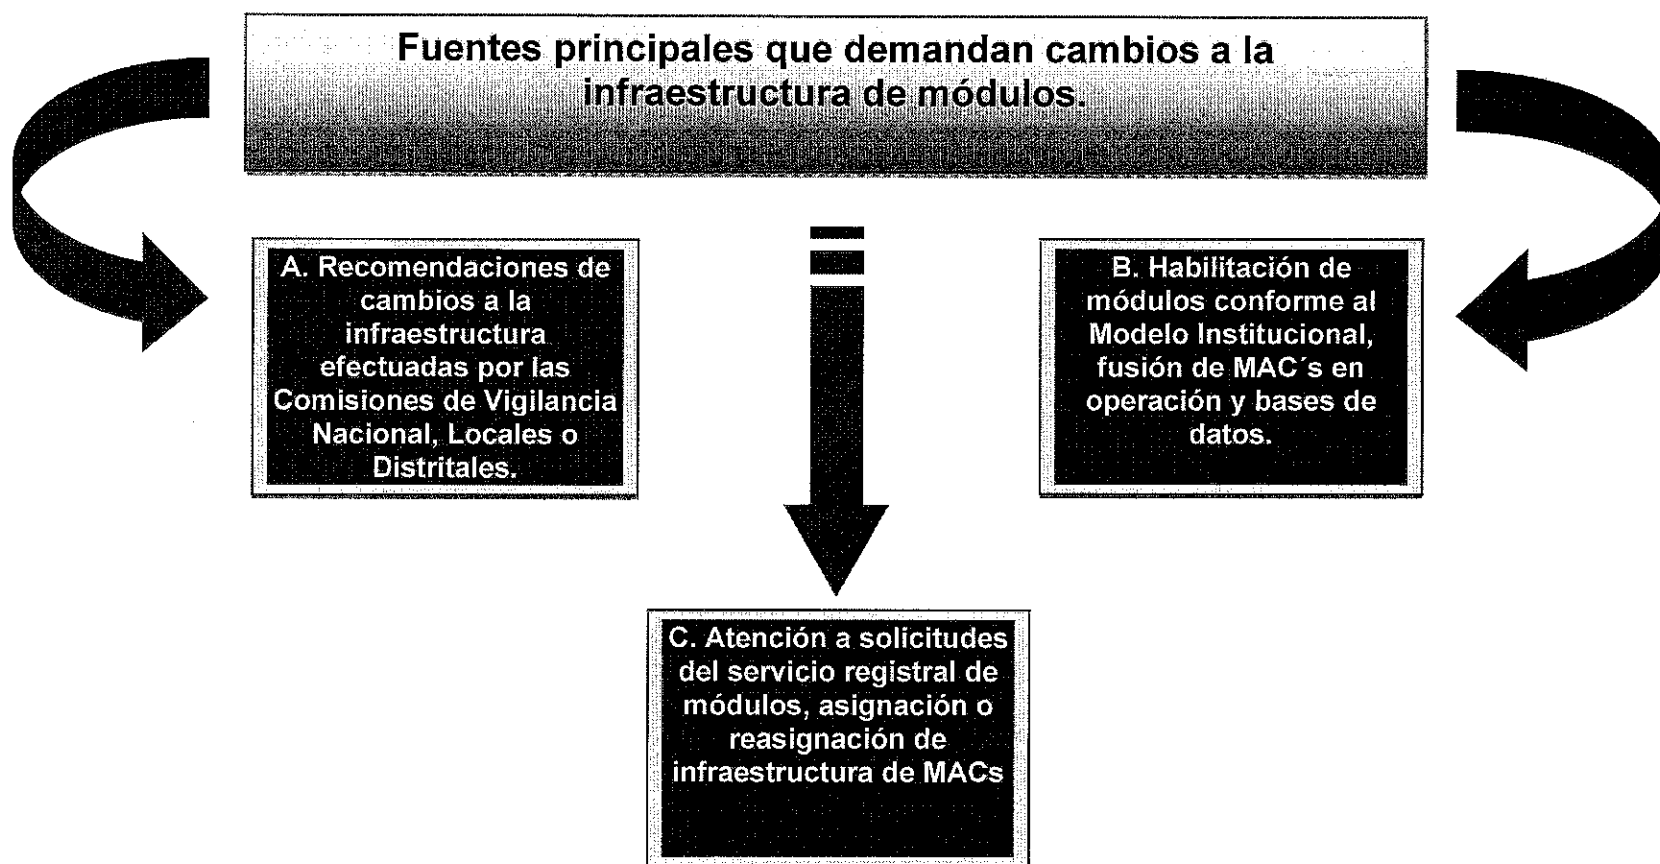 Fuentes principales que demandan cambios a la
infraestructura de módulos.
A. Recomendaciones de
cambios a la
infraestructura
efectuadas por las
Comisiones de Vigilancia
Nacional, Locales o
Distritales.
B. Habilitación de
módulos conforme al
Modelo Institucional,
fusión de MAC´s en
operación y bases de
datos.
C. Atención a solicitudes
del servicio registral de
módulos, asignación o
reasignación de
infraestructura de MACs